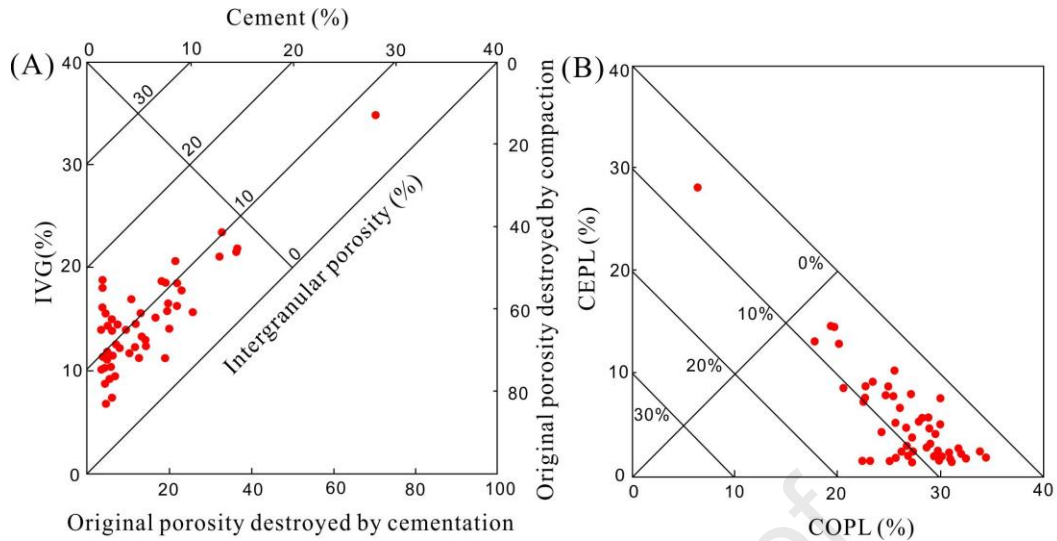 Cement (%)
0 10 20 30 40
(A)
40 30 20 10 0
IVG(%)
30
20
10
0
Intergranular porosity (%)
0 20 40 60 80
Original porosity destroyed by compaction
0 20 40 60 80 100
Original porosity destroyed by cementation
(B)
40 30 20 10 0
CEPL (%)
0%
10%
20%
30%
0 10 20 30 40
COPL (%)
of